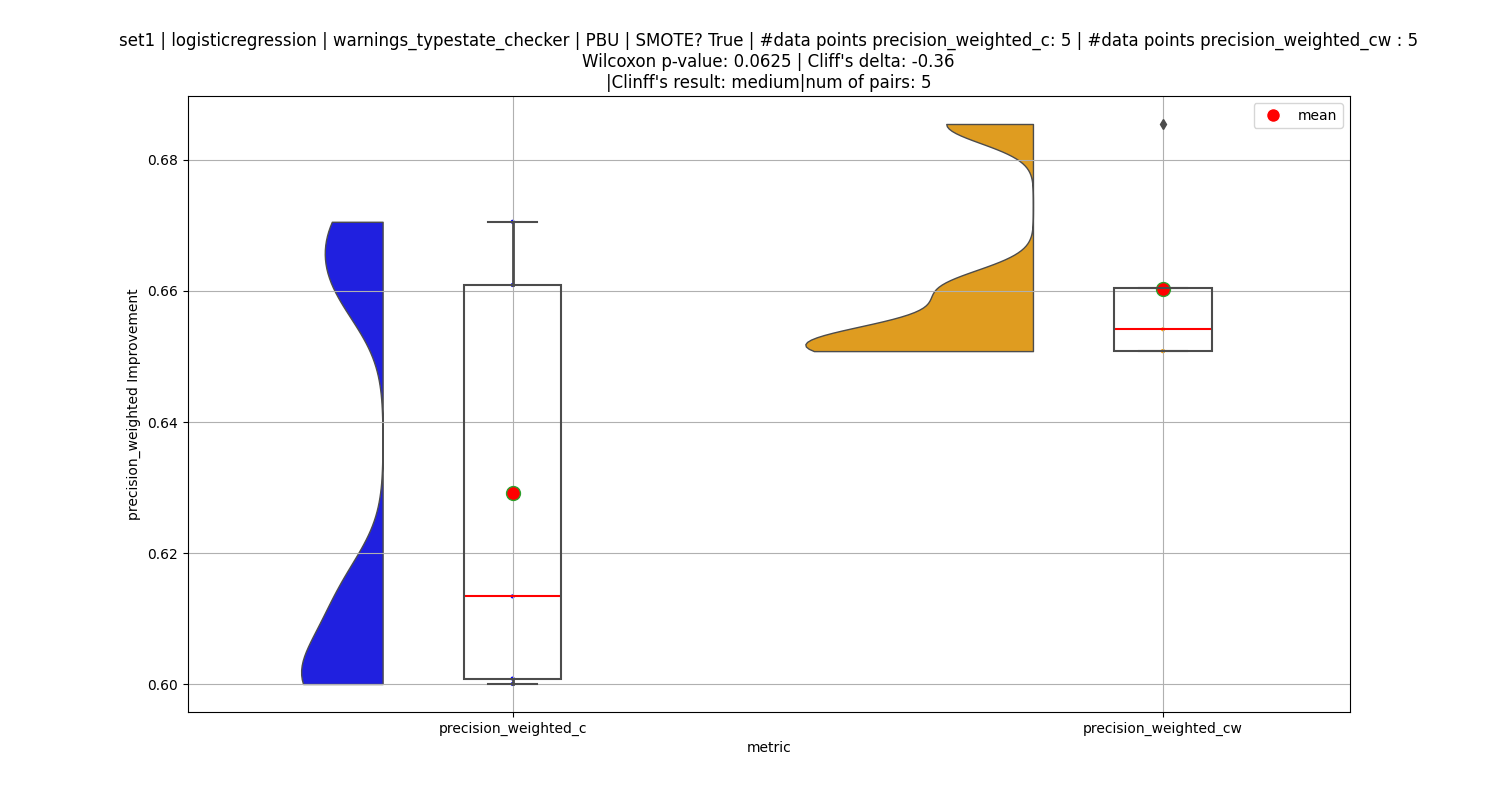 set1 | logisticregression | warnings_typestate_checker | PBU | SMOTE? True | #data points precision_weighted_c: 5 | #data points precision_weighted_cw : 5
Wilcoxon p-value: 0.0625 | Cliff's delta: -0.36
|Clinff's result: medium|num of pairs: 5
mean
0.68
0.66
0.64
0.62
0.60
precision_weighted Improvement
precision_weighted_c
precision_weighted_cw
metric